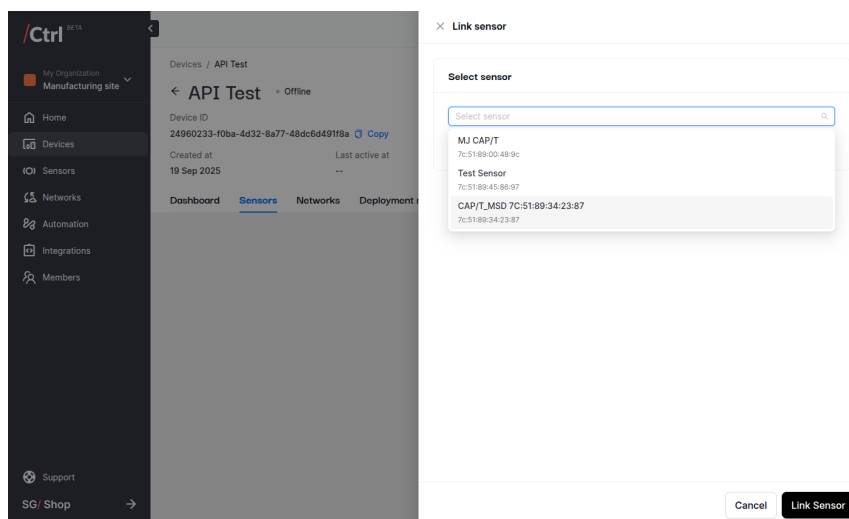 /Ctrl BETA
My Organization
Manufacturing site
Home
Devices
Sensors
Networks
Automation
Integrations
Members
Support
SG/ Shop
Devices / API Test
API Test
Offline
Device ID
24960233-f0ba-4d32-8a77-48dc6d491f8a Copy
Created at Last active at
19 Sep 2025 --
Dashboard Sensors Networks Deployment
Link sensor
Select sensor
Select sensor
MJ CAP/T
7c:51:89:00:48:9c
Test Sensor
7c:51:89:45:86:97
CAP/T_MSD 7C:51:89:34:23:87
7c:51:89:34:23:87
Cancel Link Sensor